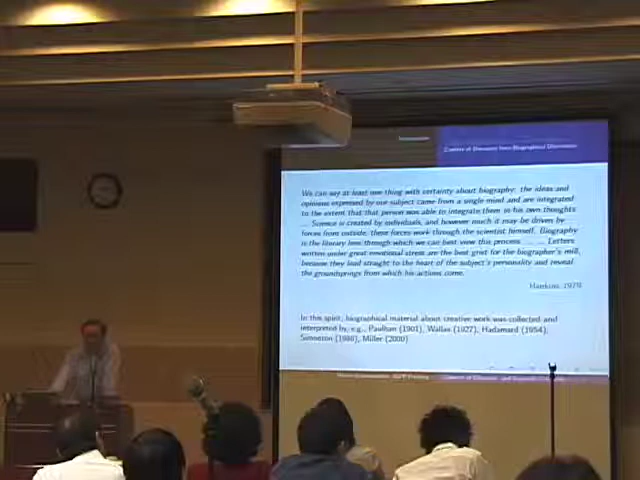 We can say at least one thing with certainty about biography: the ideas and
opinions expressed by our subject came from a single mind and are integrated
to the extent that that person was able to integrate them in his own thoughts
... Science is created by individuals, and however much it may be driven by
forces from outside, these forces work through the scientist himself. Biography
is the literary lens through which we can best view this process ... ... Letters
written under great emotional stress are the best grist for the biographer's mill,
because they lead straight to the heart of the subject's personality and reveal
the groundsprings from which his actions come.
Hankins, 1979
In this spirit, biographical material about creative work was collected and
interpreted by, e.g., Paulhan (1901), Wallas (1927), Hadamard (1954),
Simonton (1988), Miller (2000)